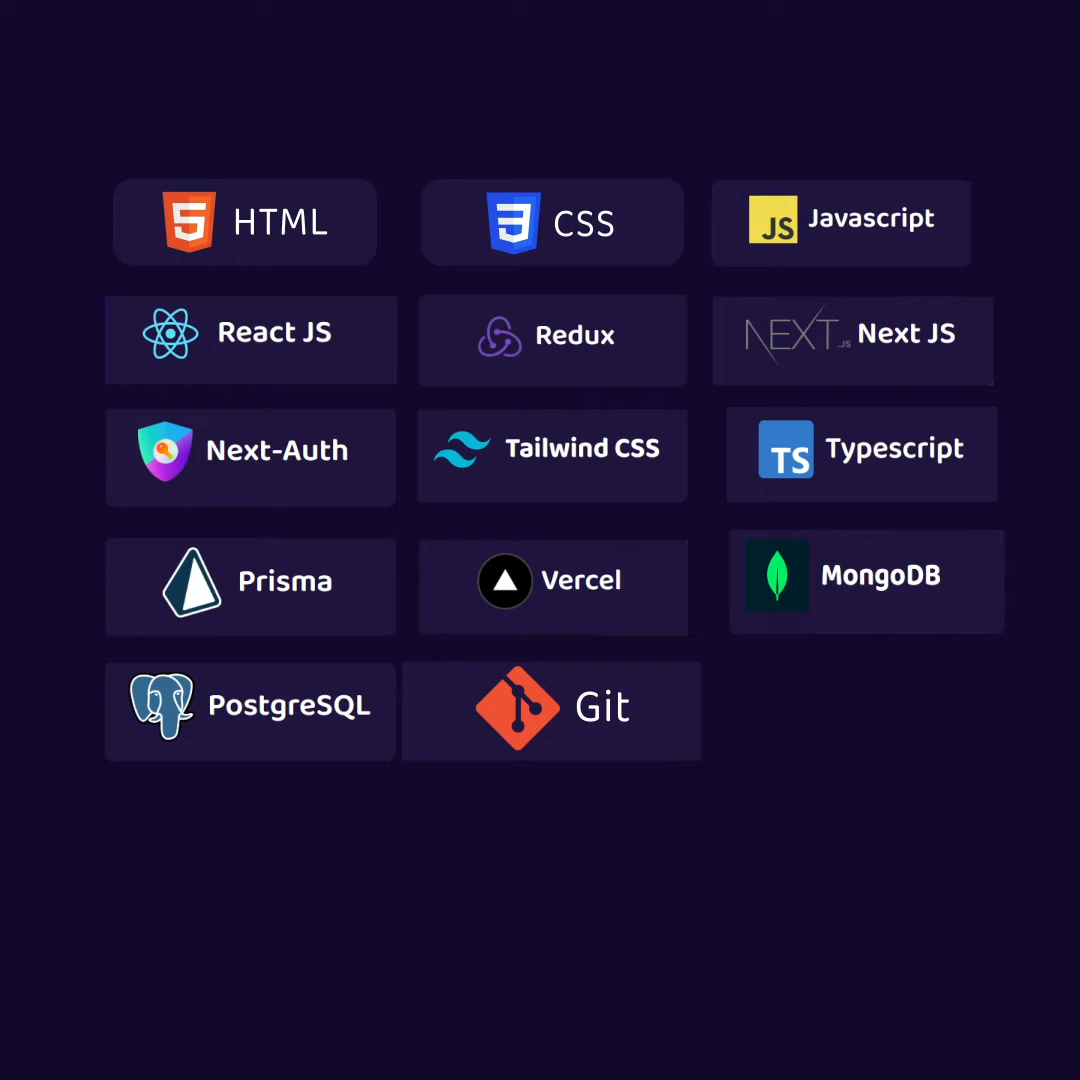 HTML
CSS
JS Javascript
React JS
Redux
NEXT.JS Next JS
Next-Auth
Tailwind CSS
TS Typescript
Prisma
Vercel
MongoDB
PostgreSQL
Git